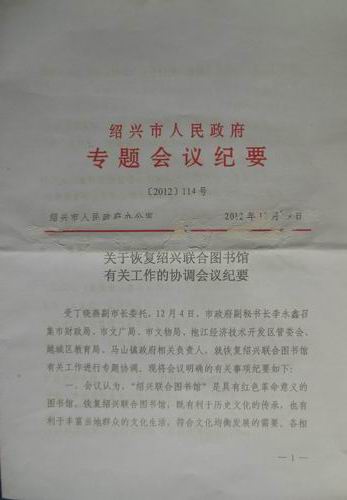 绍兴市人民政府
专题会议纪要
〔2012〕114号
绍兴市人民政府办公室 2012年1 月 日
关于恢复绍兴联合图书馆
有关工作的协调会议纪要
受丁晓燕副市长委托，12月4日，市政府副秘书长李永鑫召
集市财政局、市文广局、市文物局、袍江经济技术开发区管委会、
越城区教育局、马山镇政府相关负责人，就恢复绍兴联合图书馆
有关工作进行专题协调。现将会议明确的有关事项纪要如下：
一、会议认为，“绍兴联合图书馆”是具有红色革命意义的
图书馆，恢复绍兴联合图书馆，既有利于历史文化的传承，也有
利于丰富当地群众的文化生活，符合文化均衡发展的需要。各相
— 1 —